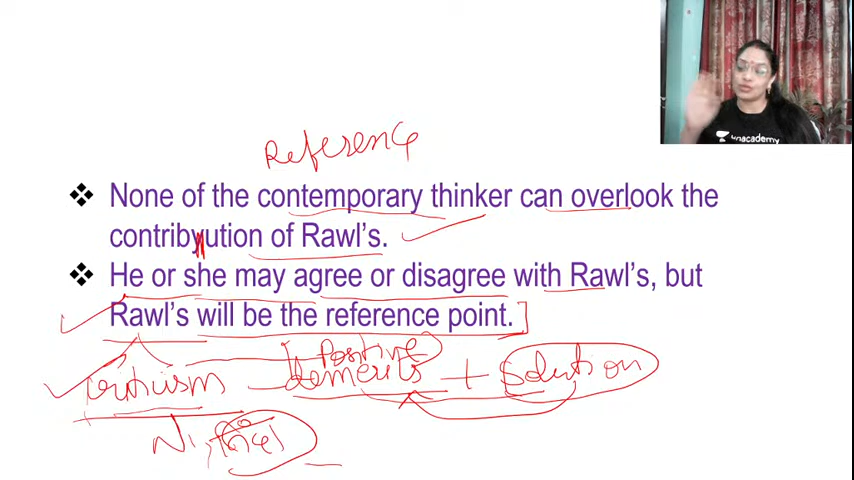 unacademy
Reference
❖ None of the contemporary thinker can overlook the
contribyution of Rawl's.
❖ He or she may agree or disagree with Rawl's, but
Rawl's will be the reference point.]
Positive
criticism – demerits + Solution